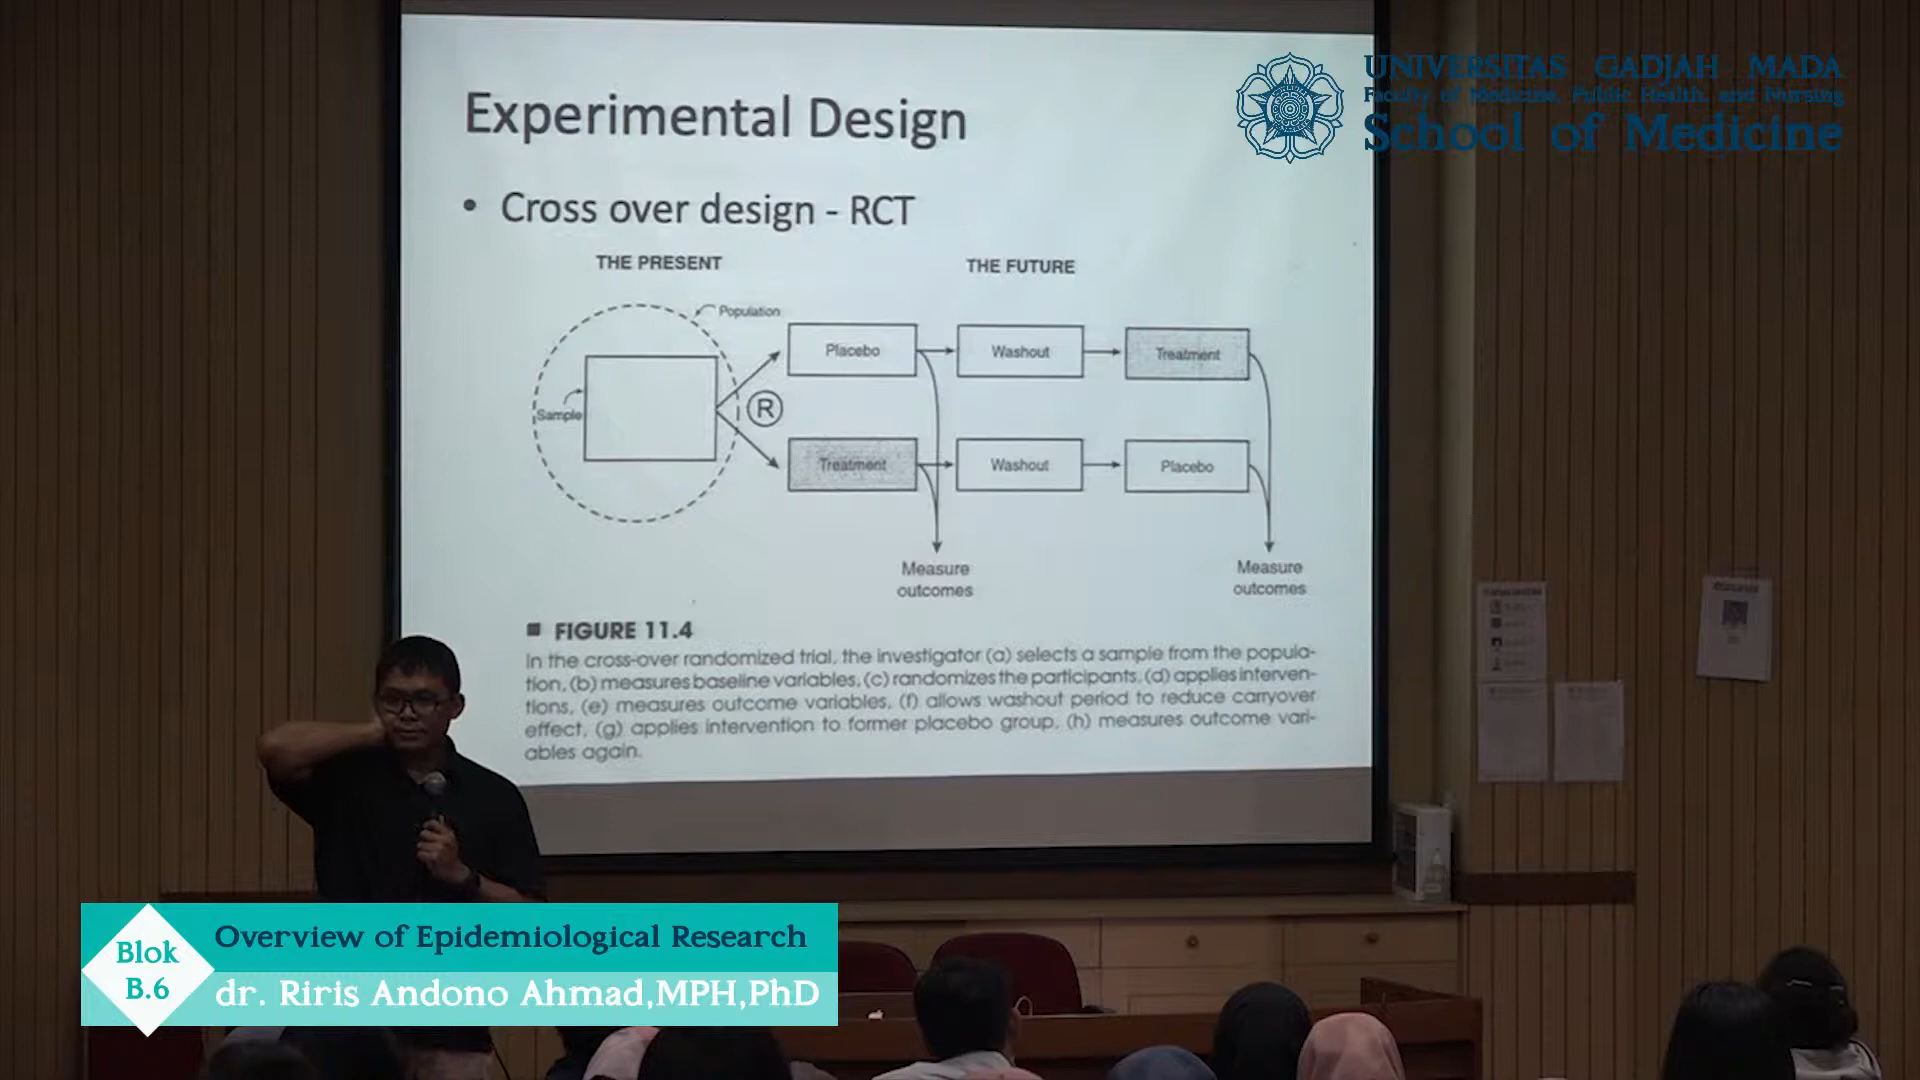 Experimental Design
• Cross over design - RCT
THE PRESENT
THE FUTURE
Population
Sample
R
Placebo
Washout
Treatment
Treatment
Washout
Placebo
Measure
outcomes
Measure
outcomes
■ FIGURE 11.4
In the cross-over randomized trial, the investigator (a) selects a sample from the popula-
tion, (b) measures baseline variables, (c) randomizes the participants, (d) applies interven-
tions, (e) measures outcome variables, (f) allows washout period to reduce carryover
effect, (g) applies intervention to former placebo group, (h) measures outcome vari-
ables again.
UNIVERSITAS GADJAH MADA
Faculty of Medicine, Public Health, and Nursing
School of Medicine
Blok
B.6
Overview of Epidemiological Research
dr. Riris Andono Ahmad,MPH,PhD